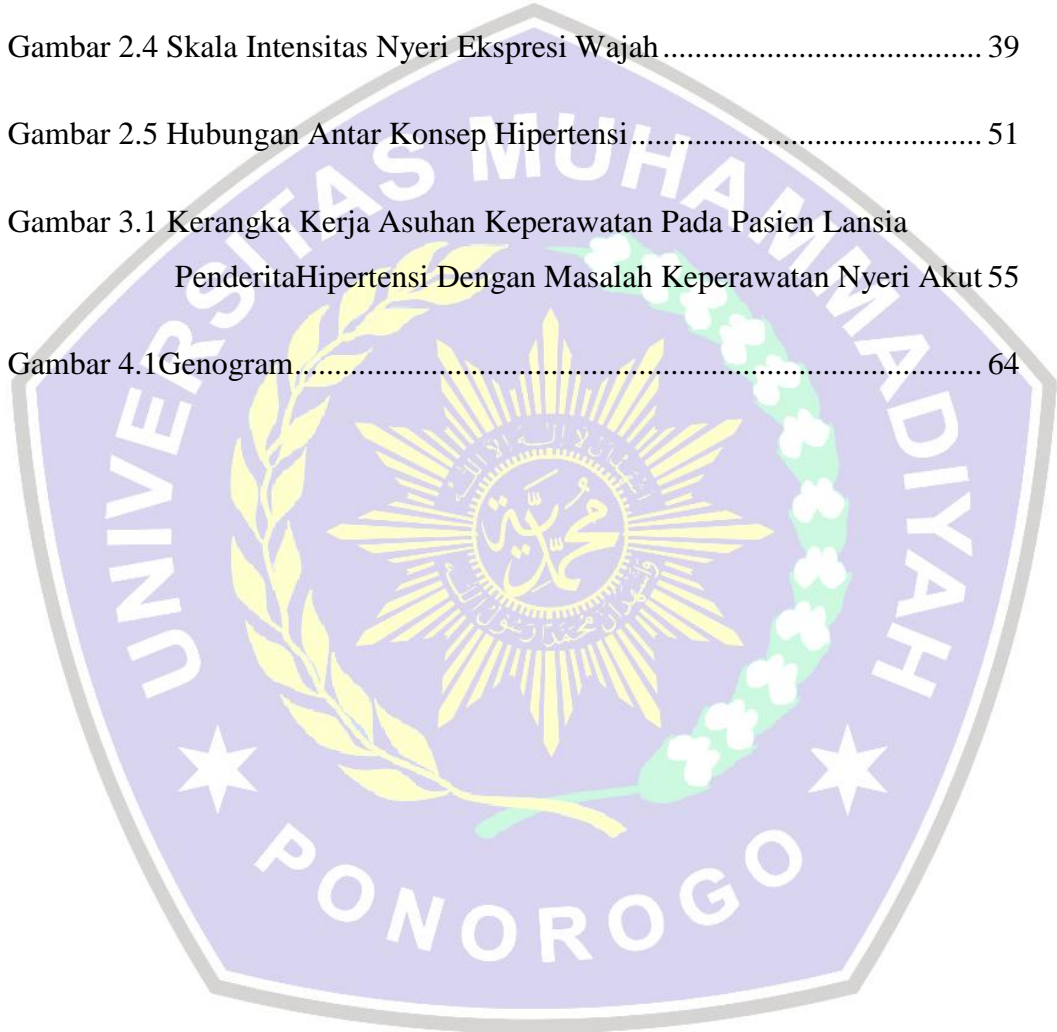 Gambar 2.4 Skala Intensitas Nyeri Ekspresi Wajah ........................................ 39
Gambar 2.5 Hubungan Antar Konsep Hipertensi ............................................ 51
Gambar 3.1 Kerangka Kerja Asuhan Keperawatan Pada Pasien Lansia
PenderitaHipertensi Dengan Masalah Keperawatan Nyeri Akut 55
Gambar 4.1Genogram...................................................................................... 64
UNIVERSITAS MUHAMMADIYAH
PONOROGO